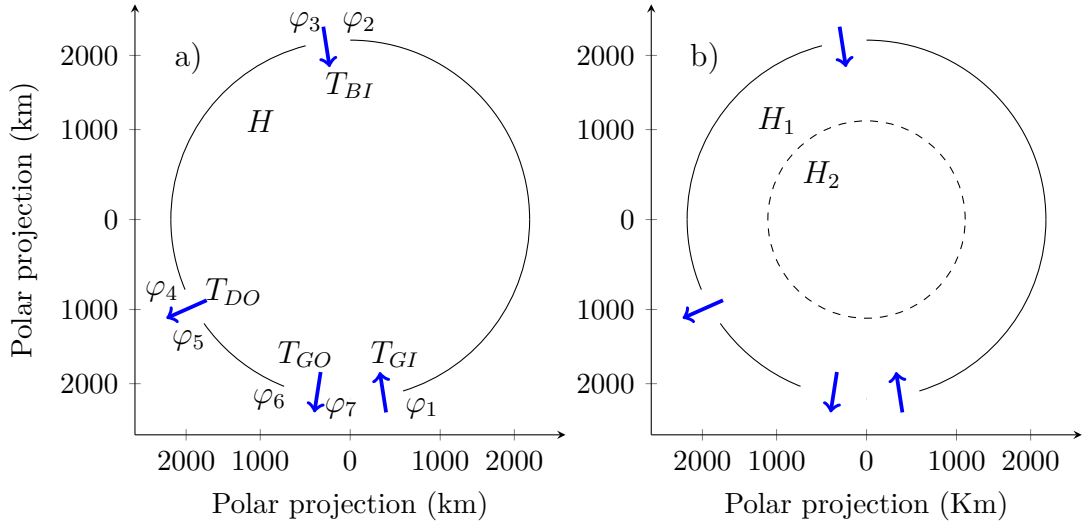 a)
φ3 φ2
T_BI
H
φ4 T_DO
φ5
T_GO T_GI
φ6 φ7 φ1
2000
1000
0
1000
2000
2000 1000 0 1000 2000
Polar projection (km)
Polar projection (km)
b)
H1
H2
2000
1000
0
1000
2000
2000 1000 0 1000 2000
Polar projection (Km)